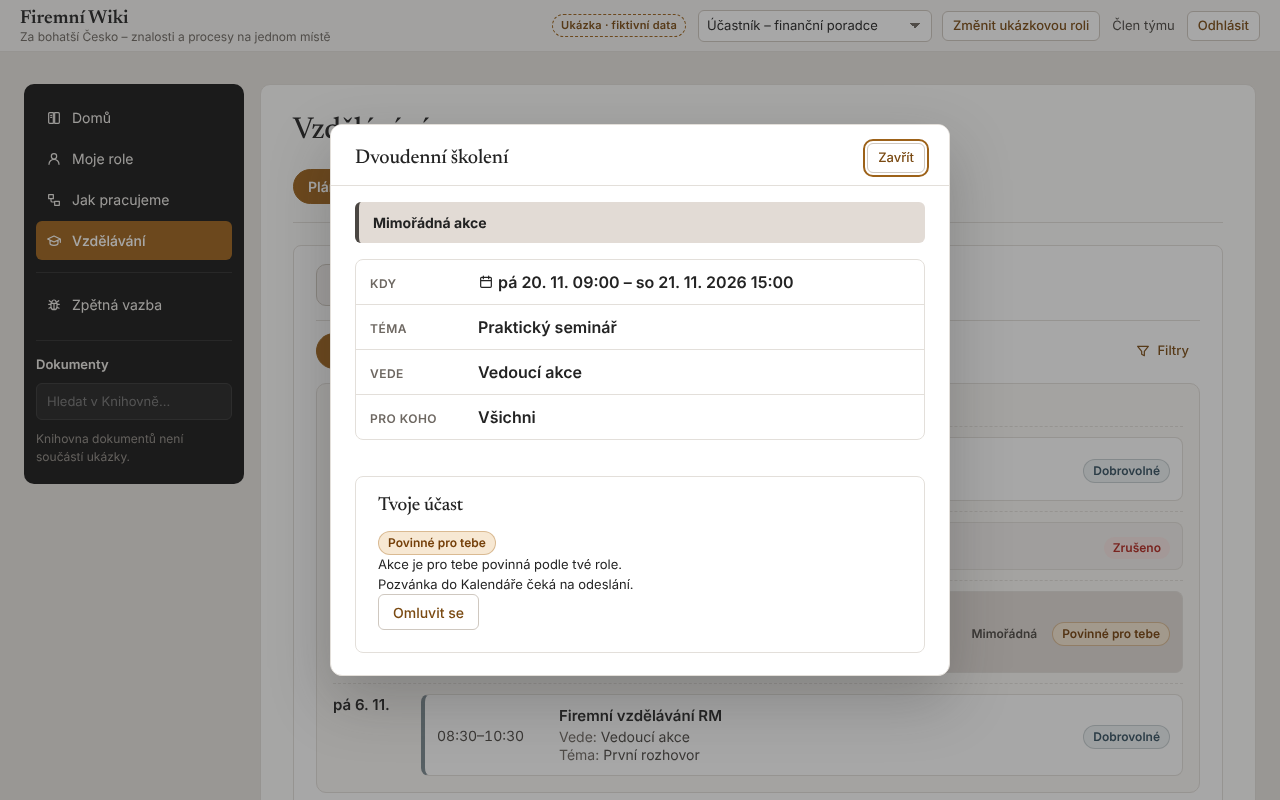 Firemní Wiki
Za bohatší Česko – znalosti a procesy na jednom místě
Ukázka · fiktivní data
Účastník – finanční poradce
Změnit ukázkovou roli
Člen týmu
Odhlásit
Domů
Moje role
Jak pracujeme
Vzdělávání
Zpětná vazba
Dokumenty
Hledat v Knihovně…
Knihovna dokumentů není
součástí ukázky.
Dvoudenní školení
Zavřít
Mimořádná akce
KDY
pá 20. 11. 09:00 – so 21. 11. 2026 15:00
TÉMA
Praktický seminář
VEDE
Vedoucí akce
PRO KOHO
Všichni
Tvoje účast
Povinné pro tebe
Akce je pro tebe povinná podle tvé role.
Pozvánka do Kalendáře čeká na odeslání.
Omluvit se
Filtry
Dobrovolné
Zrušeno
Mimořádná
Povinné pro tebe
pá 6. 11.
08:30–10:30
Firemní vzdělávání RM
Vede: Vedoucí akce
Téma: První rozhovor
Dobrovolné